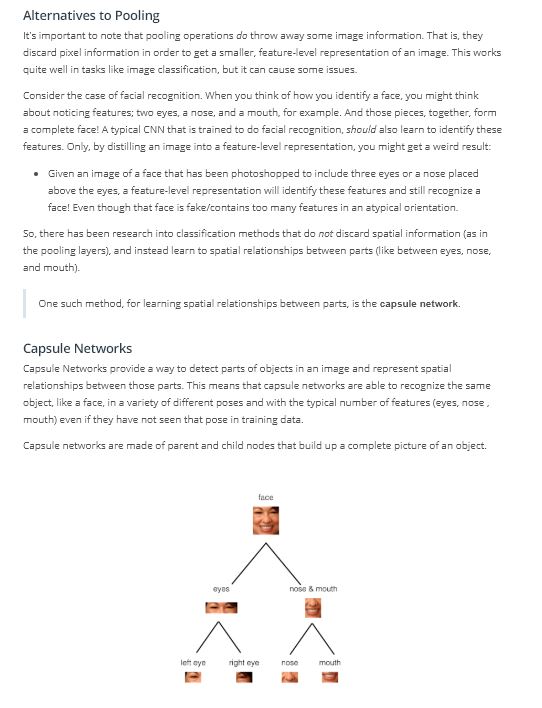 Alternatives to Pooling
It's important to note that pooling operations do throw away some image information. That is, they
discard pixel information in order to get a smaller, feature-level representation of an image. This works
quite well in tasks like image classification, but it can cause some issues.
Consider the case of facial recognition. When you think of how you identify a face, you might think
about noticing features; two eyes, a nose, and a mouth, for example. And those pieces, together, form
a complete face! A typical CNN that is trained to do facial recognition, should also learn to identify these
features. Only, by distilling an image into a feature-level representation, you might get a weird result:
• Given an image of a face that has been photoshopped to include three eyes or a nose placed
above the eyes, a feature-level representation will identify these features and still recognize a
face! Even though that face is fake/contains too many features in an atypical orientation.
So, there has been research into classification methods that do not discard spatial information (as in
the pooling layers), and instead learn to spatial relationships between parts (like between eyes, nose,
and mouth).
One such method, for learning spatial relationships between parts, is the capsule network.
Capsule Networks
Capsule Networks provide a way to detect parts of objects in an image and represent spatial
relationships between those parts. This means that capsule networks are able to recognize the same
object, like a face, in a variety of different poses and with the typical number of features (eyes, nose ,
mouth) even if they have not seen that pose in training data.
Capsule networks are made of parent and child nodes that build up a complete picture of an object.
face
eyes nose & mouth
left eye right eye nose mouth